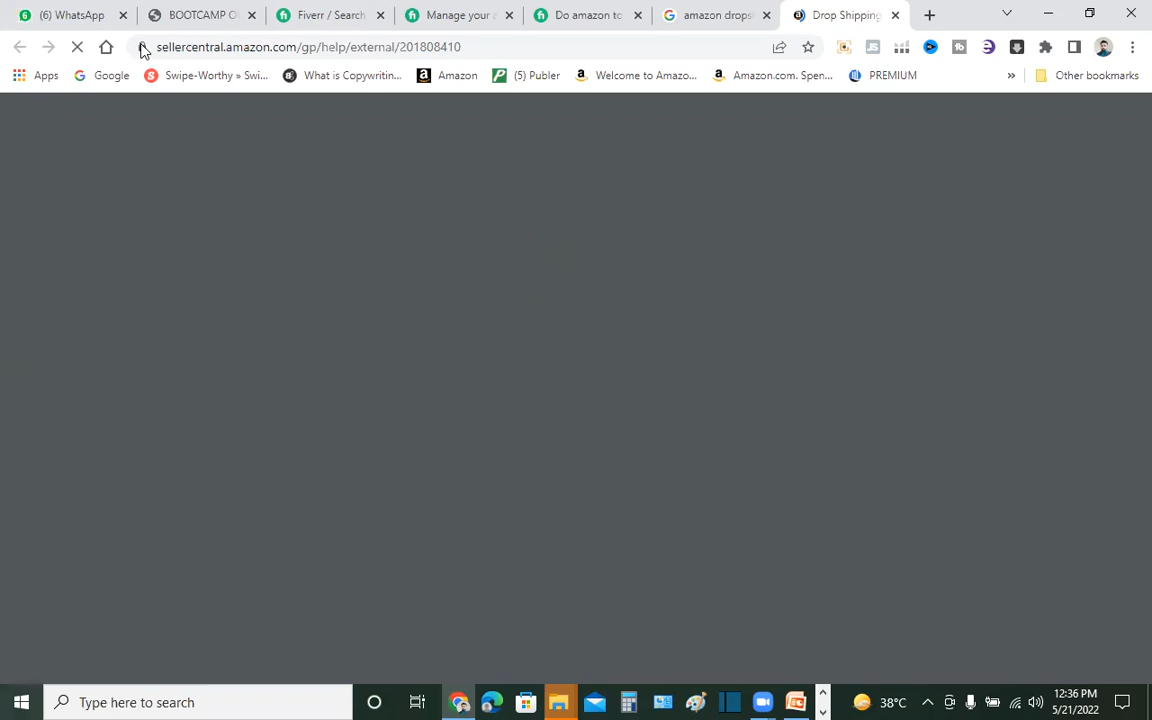 (6) WhatsApp
BOOTCAMP O
Fiverr / Search
Manage your
Do amazon to
amazon drops
Drop Shipping
sellercentral.amazon.com/gp/help/external/201808410
Apps
Google
Swipe-Worthy » Swi...
What is Copywritin...
Amazon
(5) Publer
Welcome to Amazo...
Amazon.com. Spen...
PREMIUM
»
Other bookmarks
Type here to search
38°C
12:36 PM
5/21/2022